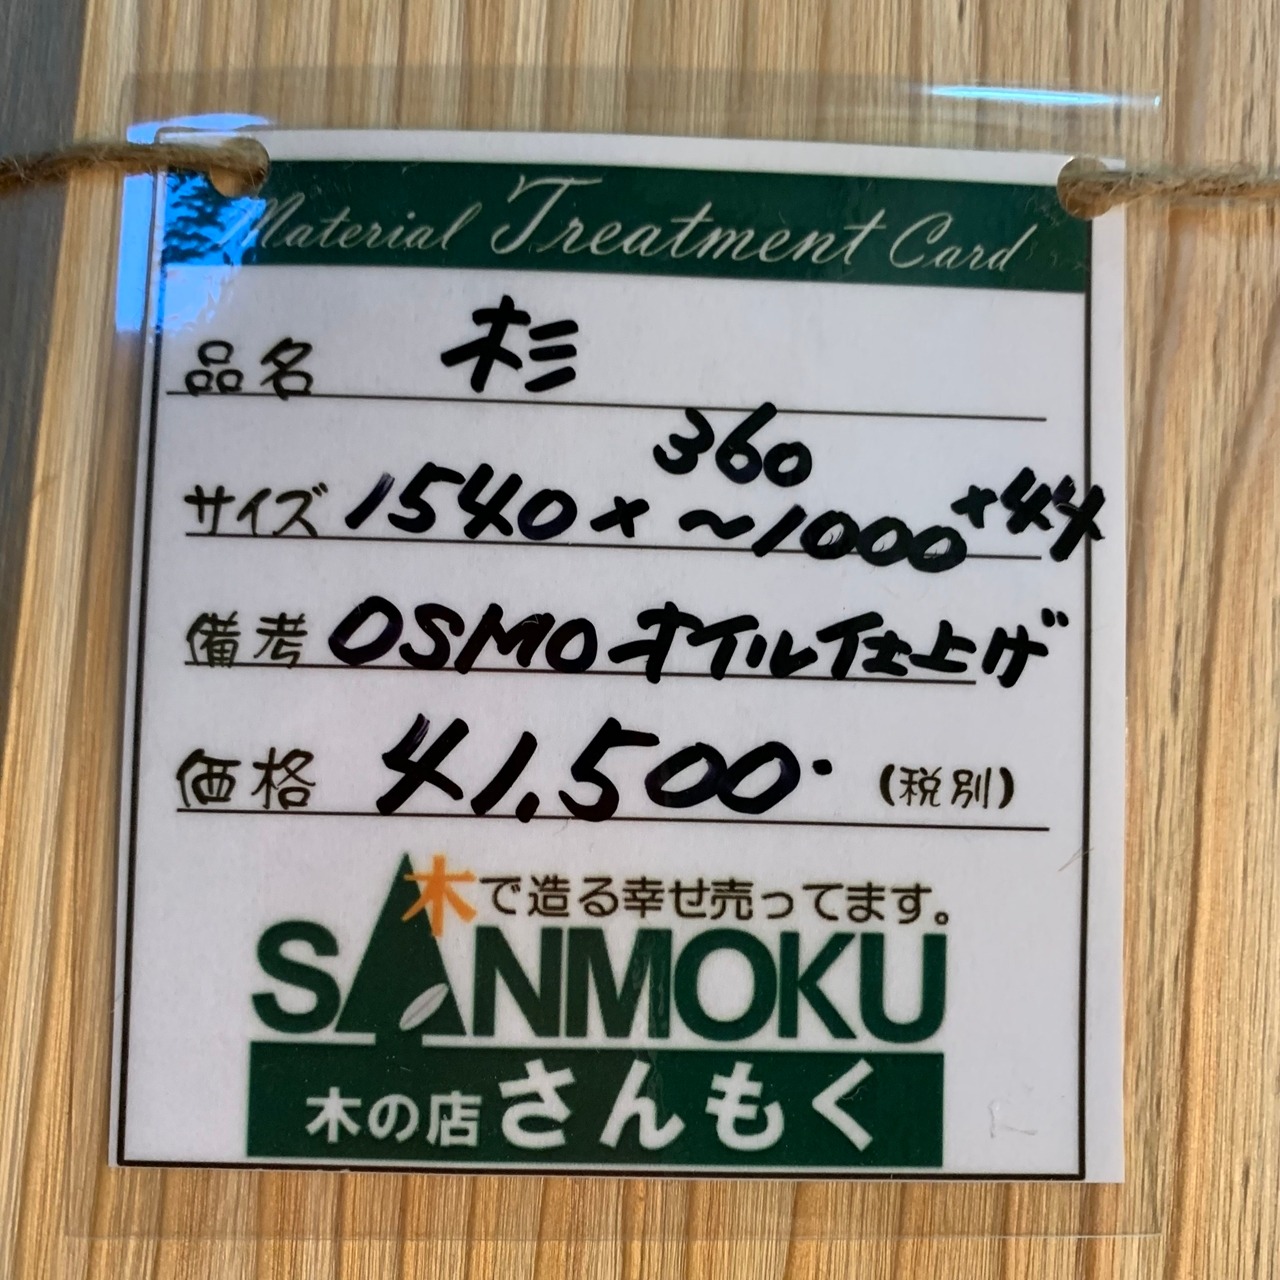 Material Treatment Card
品名 杉
360
サイズ 1540×~1000×44
備考 OSMOオイル仕上げ
価格 41,500.(税別)
木で造る幸せ売ってます。
SANMOKU
木の店さんもく